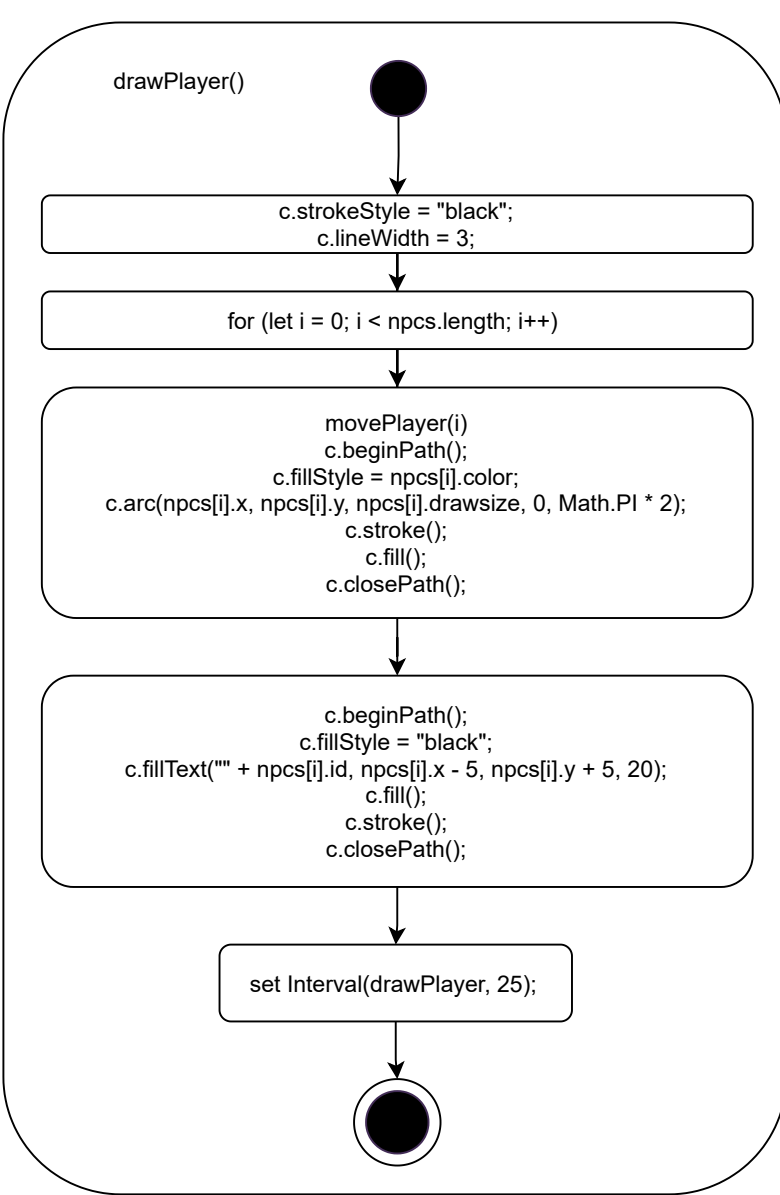 drawPlayer()
c.strokeStyle = "black";
c.lineWidth = 3;
for (let i = 0; i < npcs.length; i++)
movePlayer(i)
c.beginPath();
c.fillStyle = npcs[i].color;
c.arc(npcs[i].x, npcs[i].y, npcs[i].drawsize, 0, Math.PI * 2);
c.stroke();
c.fill();
c.closePath();
c.beginPath();
c.fillStyle = "black";
c.fillText("" + npcs[i].id, npcs[i].x - 5, npcs[i].y + 5, 20);
c.fill();
c.stroke();
c.closePath();
set Interval(drawPlayer, 25);